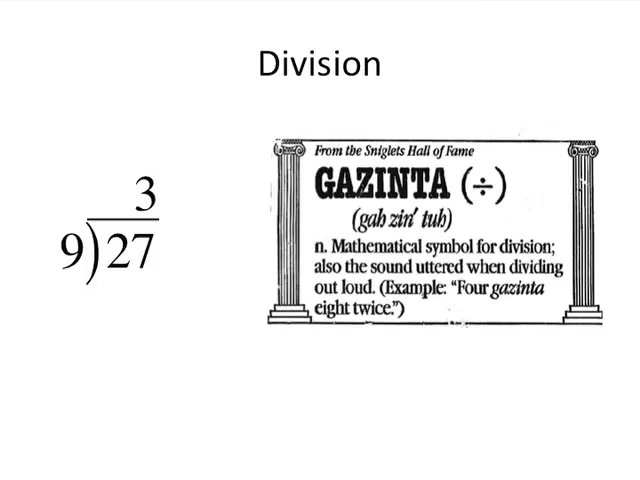 Division
3
9)27
From the Sniglets Hall of Fame
GAZINTA (÷)
(gah zin' tuh)
n. Mathematical symbol for division;
also the sound uttered when dividing
out loud. (Example: “Four gazinta
eight twice.”)